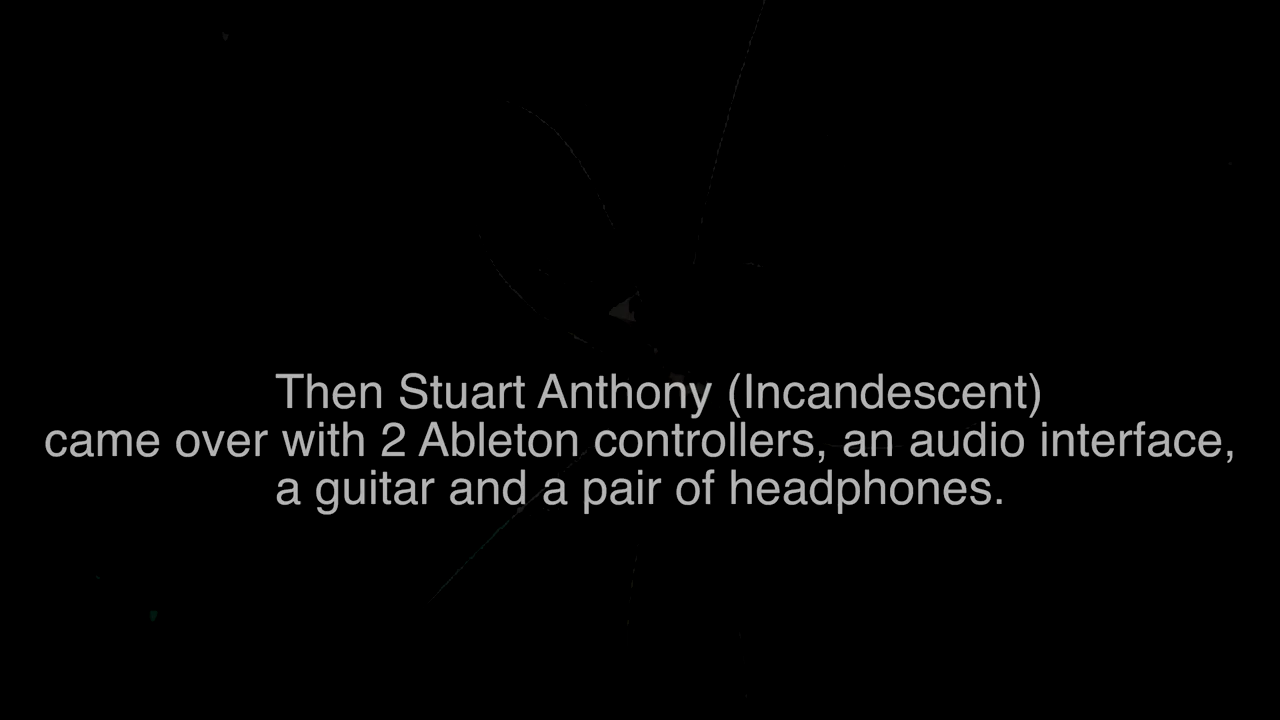 Then Stuart Anthony (Incandescent)
came over with 2 Ableton controllers, an audio interface,
a guitar and a pair of headphones.